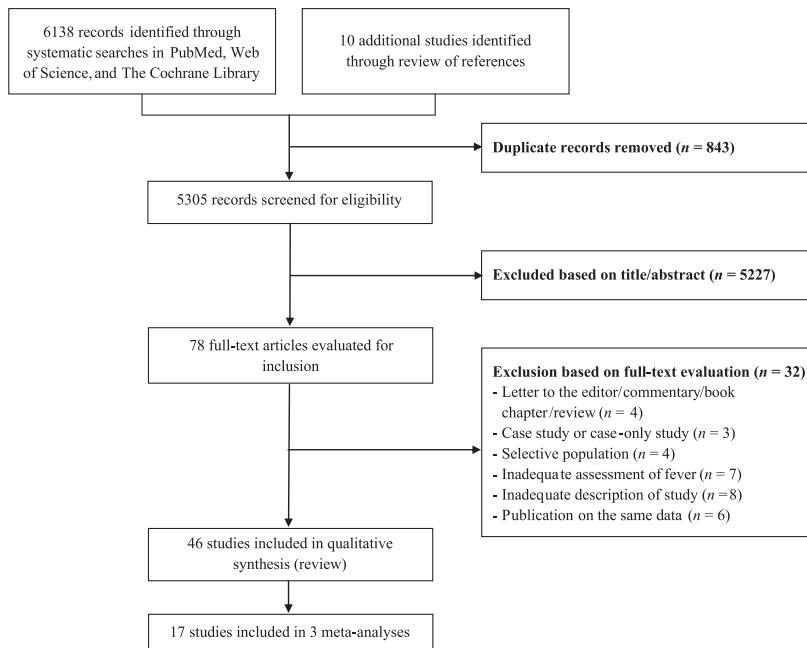 6138 records identified through
systematic searches in PubMed, Web
of Science, and The Cochrane Library
10 additional studies identified
through review of references
Duplicate records removed (n = 843)
5305 records screened for eligibility
Excluded based on title/abstract (n = 5227)
78 full-text articles evaluated for
inclusion
Exclusion based on full-text evaluation (n = 32)
- Letter to the editor/commentary/book
chapter/review (n = 4)
- Case study or case-only study (n = 3)
- Selective population (n = 4)
- Inadequate assessment of fever (n = 7)
- Inadequate description of study (n =8)
- Publication on the same data (n = 6)
46 studies included in qualitative
synthesis (review)
17 studies included in 3 meta-analyses